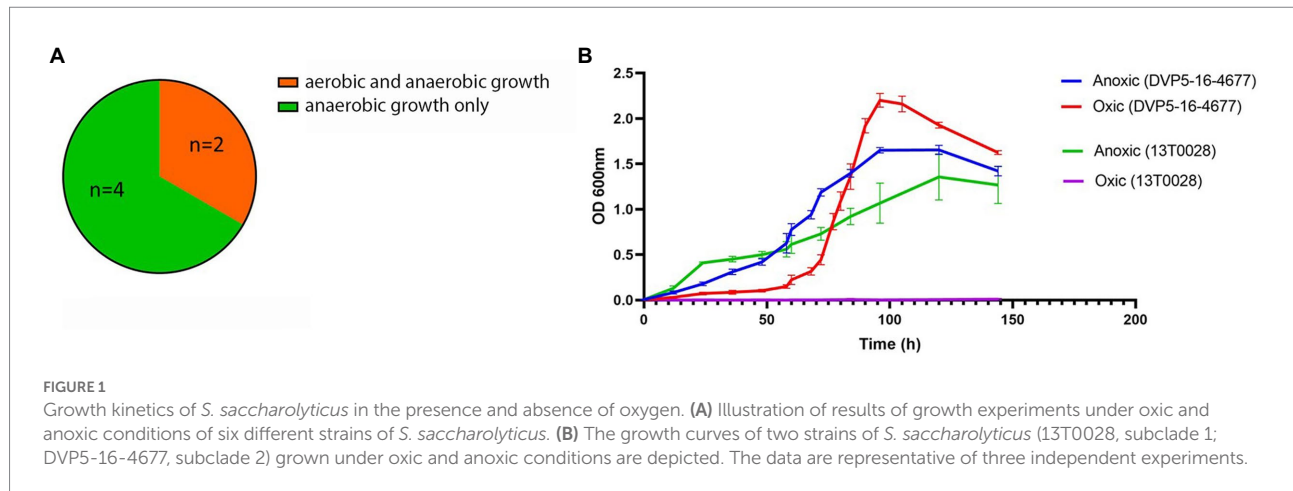 A
aerobic and anaerobic growth
anaerobic growth only
n=2
n=4
B
2.5
2.0
1.5
1.0
0.5
0.0
OD 600nm
0
50
100
150
200
Time (h)
Anoxic (DVP5-16-4677)
Oxic (DVP5-16-4677)
Anoxic (13T0028)
Oxic (13T0028)
FIGURE 1
Growth kinetics of S. saccharolyticus in the presence and absence of oxygen. (A) Illustration of results of growth experiments under oxic and
anoxic conditions of six different strains of S. saccharolyticus. (B) The growth curves of two strains of S. saccharolyticus (13T0028, subclade 1;
DVP5-16-4677, subclade 2) grown under oxic and anoxic conditions are depicted. The data are representative of three independent experiments.